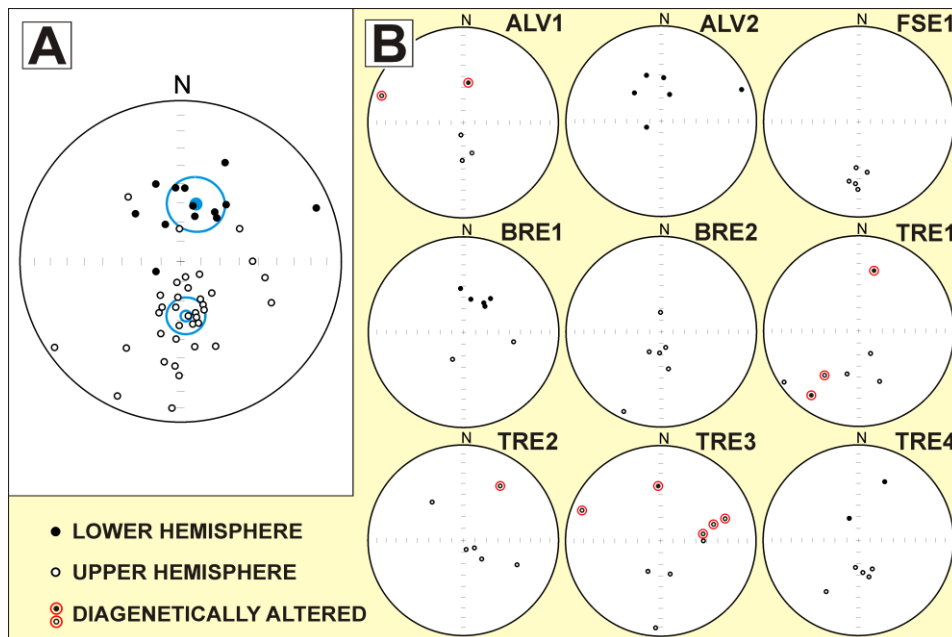 A
N
B
N
ALV1
N
ALV2
N
FSE1
N
BRE1
N
BRE2
N
TRE1
N
TRE2
N
TRE3
N
TRE4
LOWER HEMISPHERE
UPPER HEMISPHERE
DIAGENETICALLY ALTERED